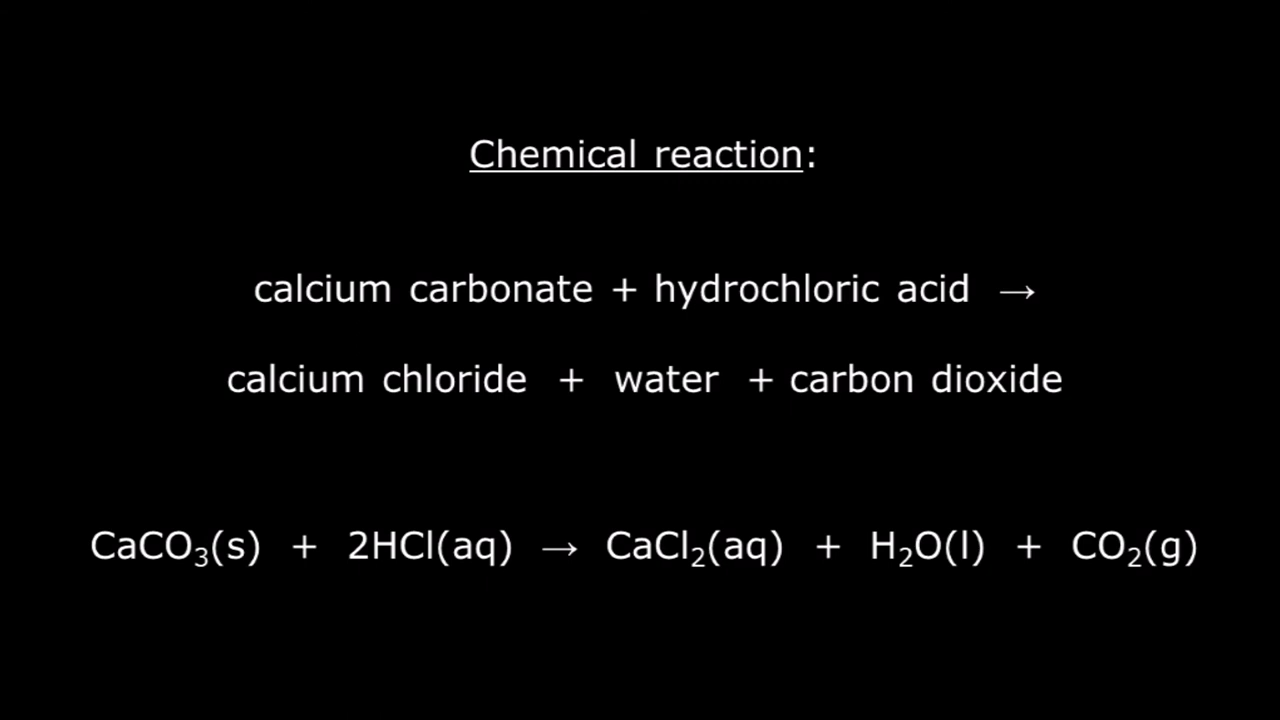 Chemical reaction:
calcium carbonate + hydrochloric acid →
calcium chloride + water + carbon dioxide
CaCO₃(s) + 2HCl(aq) → CaCl₂(aq) + H₂O(l) + CO₂(g)